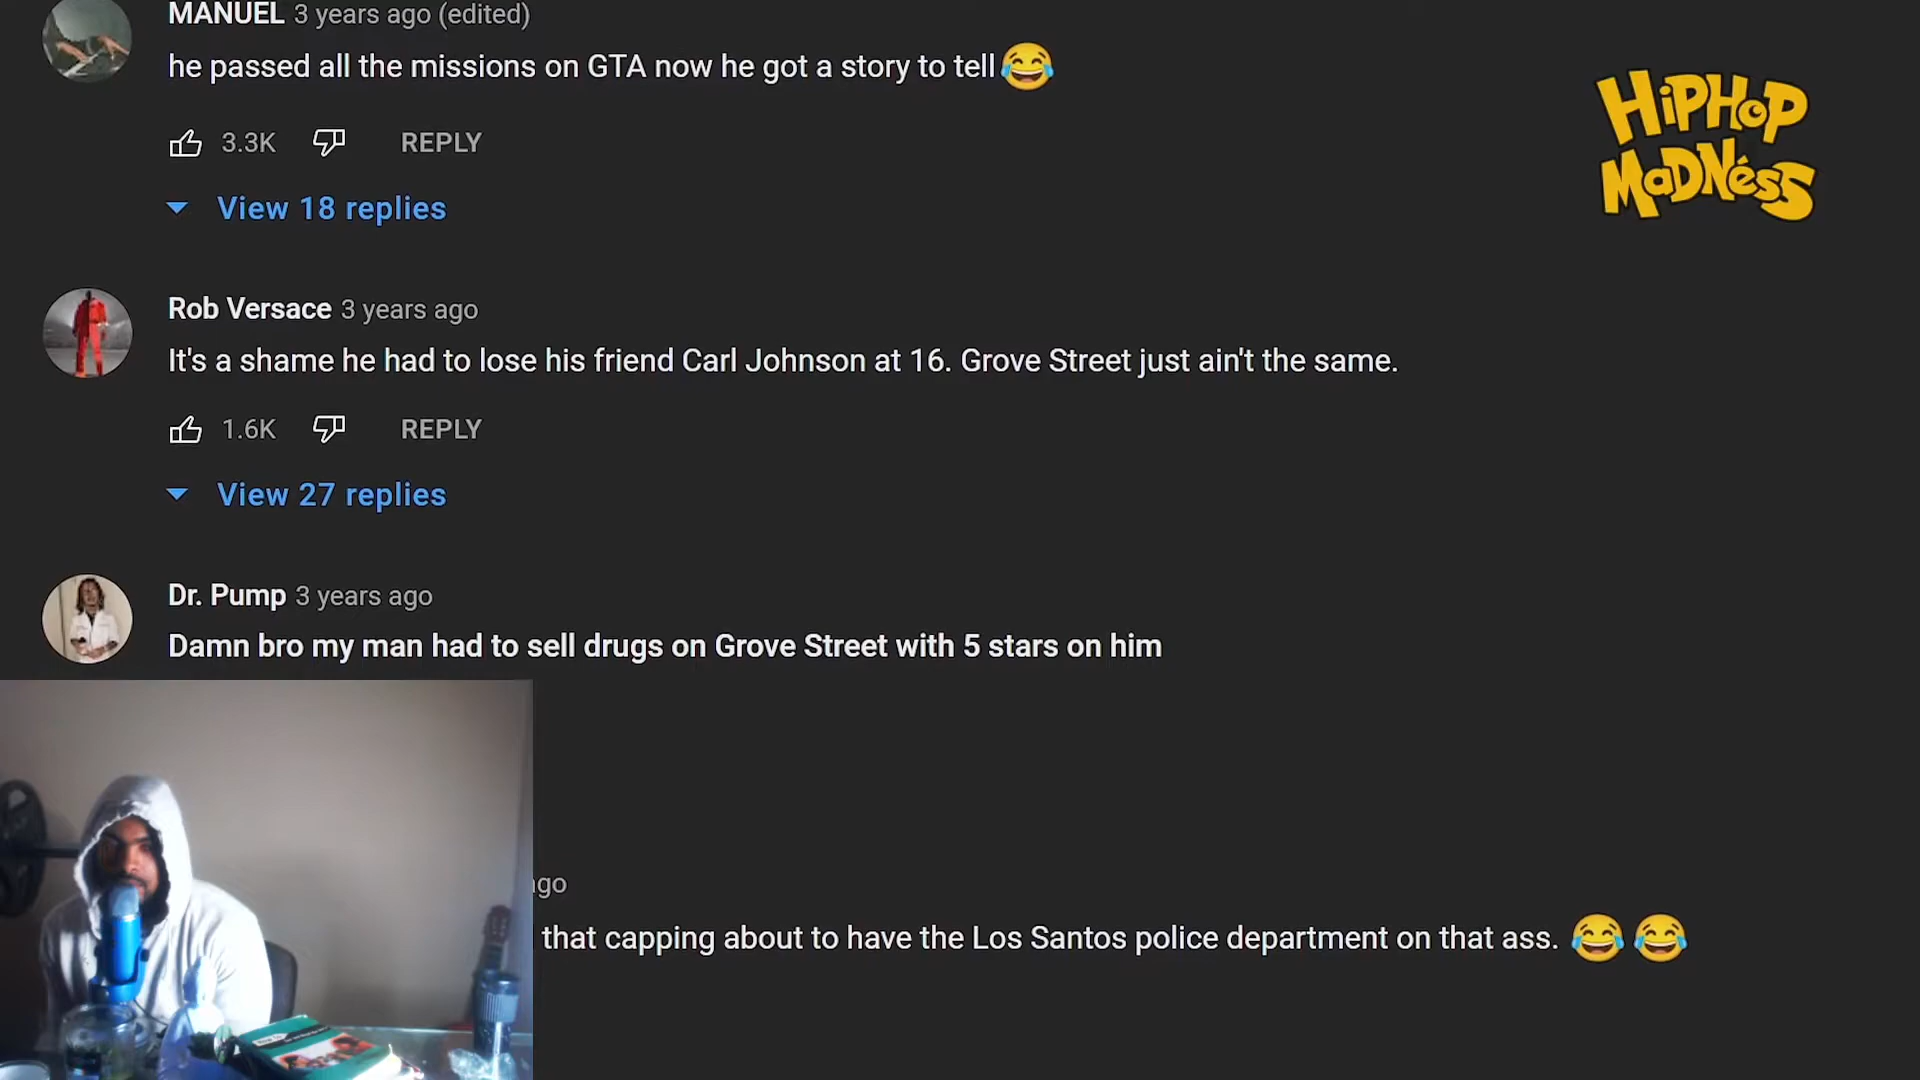 MANUEL 3 years ago (edited)
he passed all the missions on GTA now he got a story to tell😂
3.3K REPLY
View 18 replies
HIPHOP
MADNéSS
Rob Versace 3 years ago
It's a shame he had to lose his friend Carl Johnson at 16. Grove Street just ain't the same.
1.6K REPLY
View 27 replies
Dr. Pump 3 years ago
Damn bro my man had to sell drugs on Grove Street with 5 stars on him
ago
that capping about to have the Los Santos police department on that ass. 😂😂